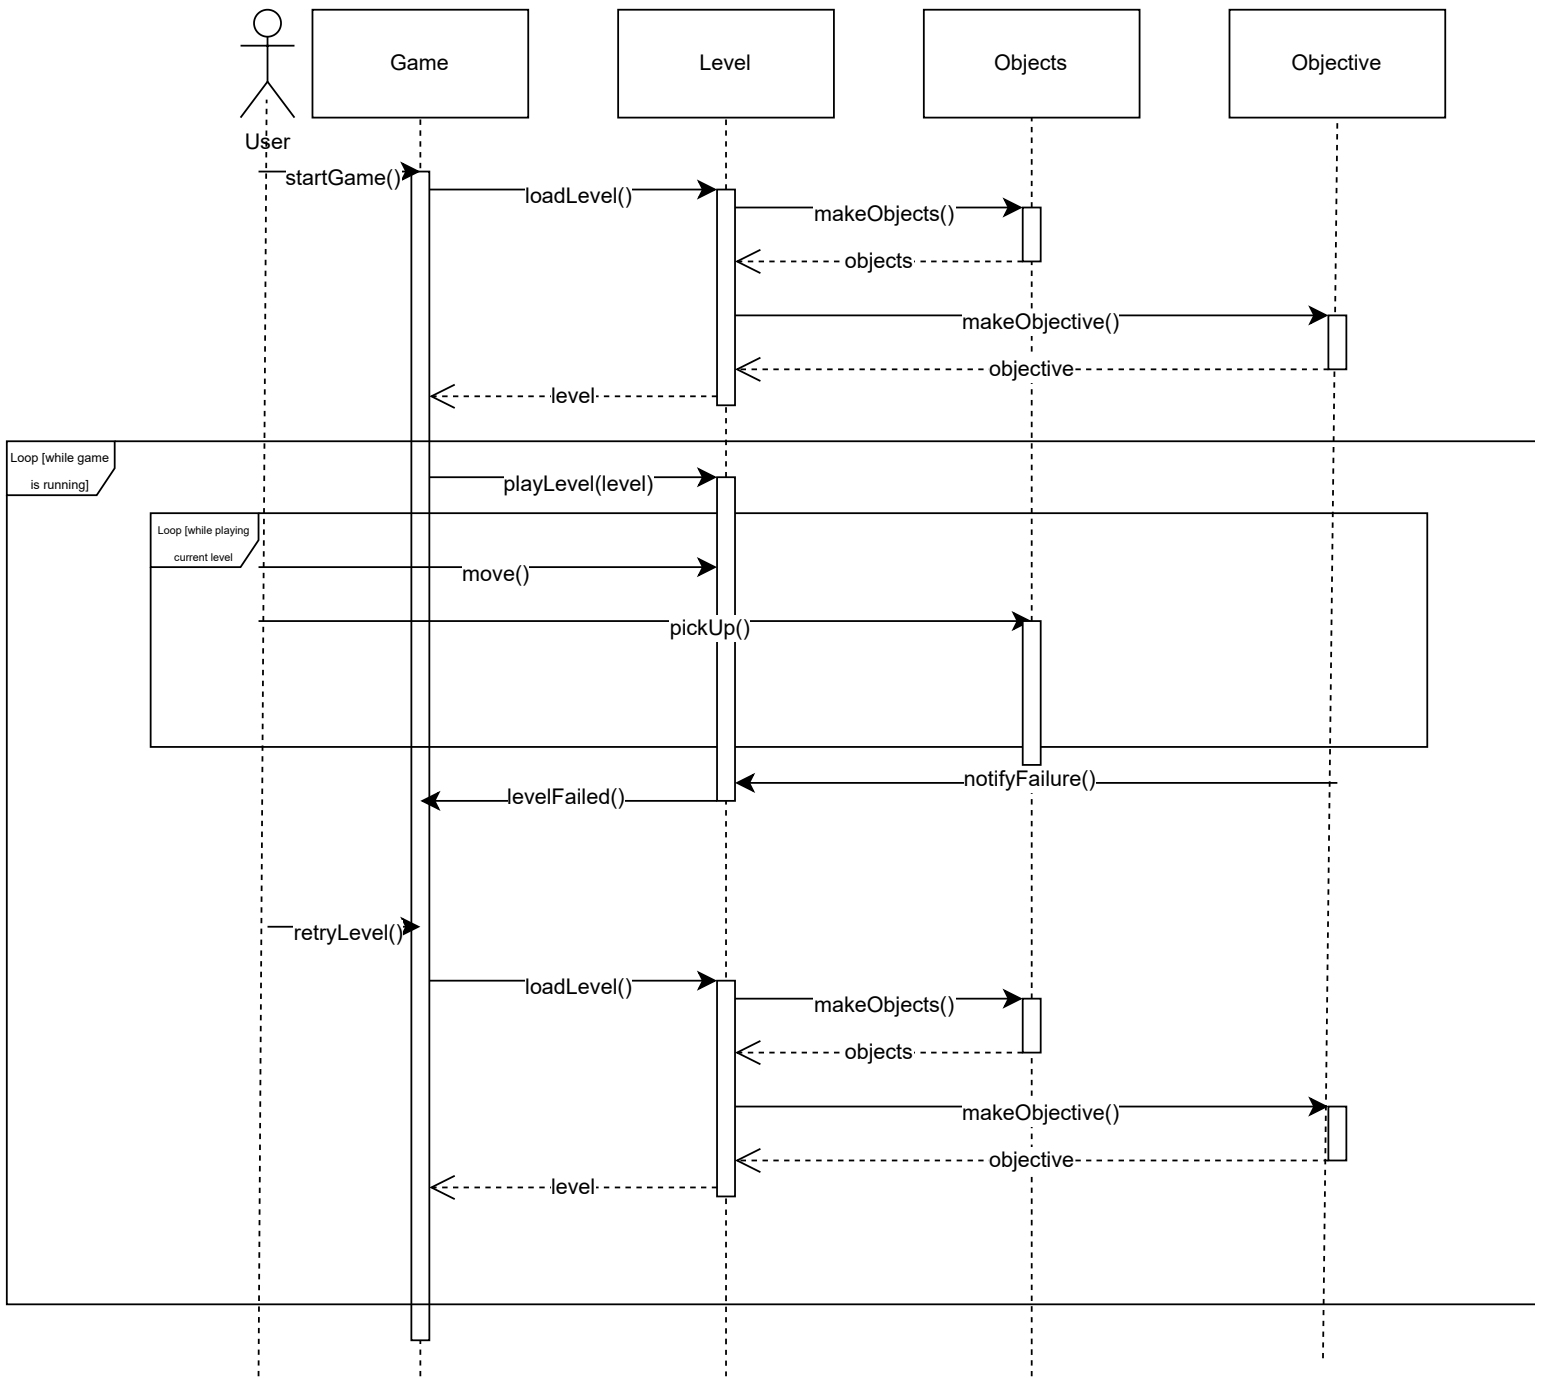 Game
Level
Objects
Objective
User
startGame()
loadLevel()
makeObjects()
objects
makeObjective()
objective
level
Loop [while game
is running]
playLevel(level)
Loop [while playing
current level
move()
pickUp()
notifyFailure()
levelFailed()
retryLevel()
loadLevel()
makeObjects()
objects
makeObjective()
objective
level